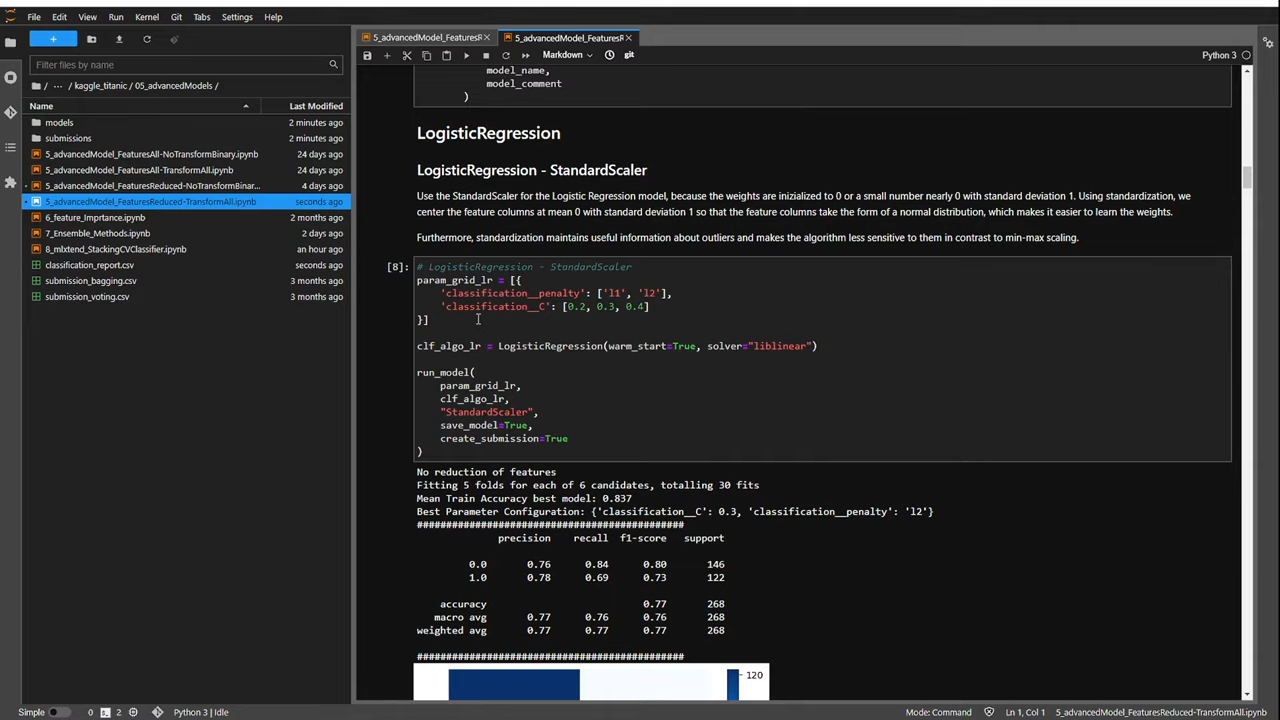 File Edit View Run Kernel Git Tabs Settings Help
+
Filter files by name
/ ··· / kaggle_titanic / 05_advancedModels /
Name Last Modified
models 2 minutes ago
submissions 2 minutes ago
5_advancedModel_FeaturesAll-NoTransformBinary.ipynb 24 days ago
5_advancedModel_FeaturesAll-TransformAll.ipynb 24 days ago
5_advancedModel_FeaturesReduced-NoTransformBinar... 4 days ago
5_advancedModel_FeaturesReduced-TransformAll.ipynb seconds ago
6_feature_Imprtance.ipynb 2 months ago
7_Ensemble_Methods.ipynb 2 days ago
8_mlxtend_StackingCVClassifier.ipynb an hour ago
classification_report.csv seconds ago
submission_bagging.csv 3 months ago
submission_voting.csv 3 months ago
5_advancedModel_FeaturesR × 5_advancedModel_FeaturesR ×
Markdown git Python 3
model_name,
model_comment
)
LogisticRegression
LogisticRegression - StandardScaler
Use the StandardScaler for the Logistic Regression model, because the weights are inizialized to 0 or a small number nearly 0 with standard deviation 1. Using standardization, we
center the feature columns at mean 0 with standard deviation 1 so that the feature columns take the form of a normal distribution, which makes it easier to learn the weights.
Furthermore, standardization maintains useful information about outliers and makes the algorithm less sensitive to them in contrast to min-max scaling.
[8]: # LogisticRegression - StandardScaler
param_grid_lr = [{
'classification__penalty': ['l1', 'l2'],
'classification__C': [0.2, 0.3, 0.4]
}]
clf_algo_lr = LogisticRegression(warm_start=True, solver="liblinear")
run_model(
param_grid_lr,
clf_algo_lr,
"StandardScaler",
save_model=True,
create_submission=True
)
No reduction of features
Fitting 5 folds for each of 6 candidates, totalling 30 fits
Mean Train Accuracy best model: 0.837
Best Parameter Configuration: {'classification__C': 0.3, 'classification__penalty': 'l2'}
##############################################
precision recall f1-score support
0.0 0.76 0.84 0.80 146
1.0 0.78 0.69 0.73 122
accuracy 0.77 268
macro avg 0.77 0.76 0.76 268
weighted avg 0.77 0.77 0.77 268
##############################################
120
Simple 0 2 Python 3 | Idle Mode: Command Ln 1, Col 1 5_advancedModel_FeaturesReduced-TransformAll.ipynb